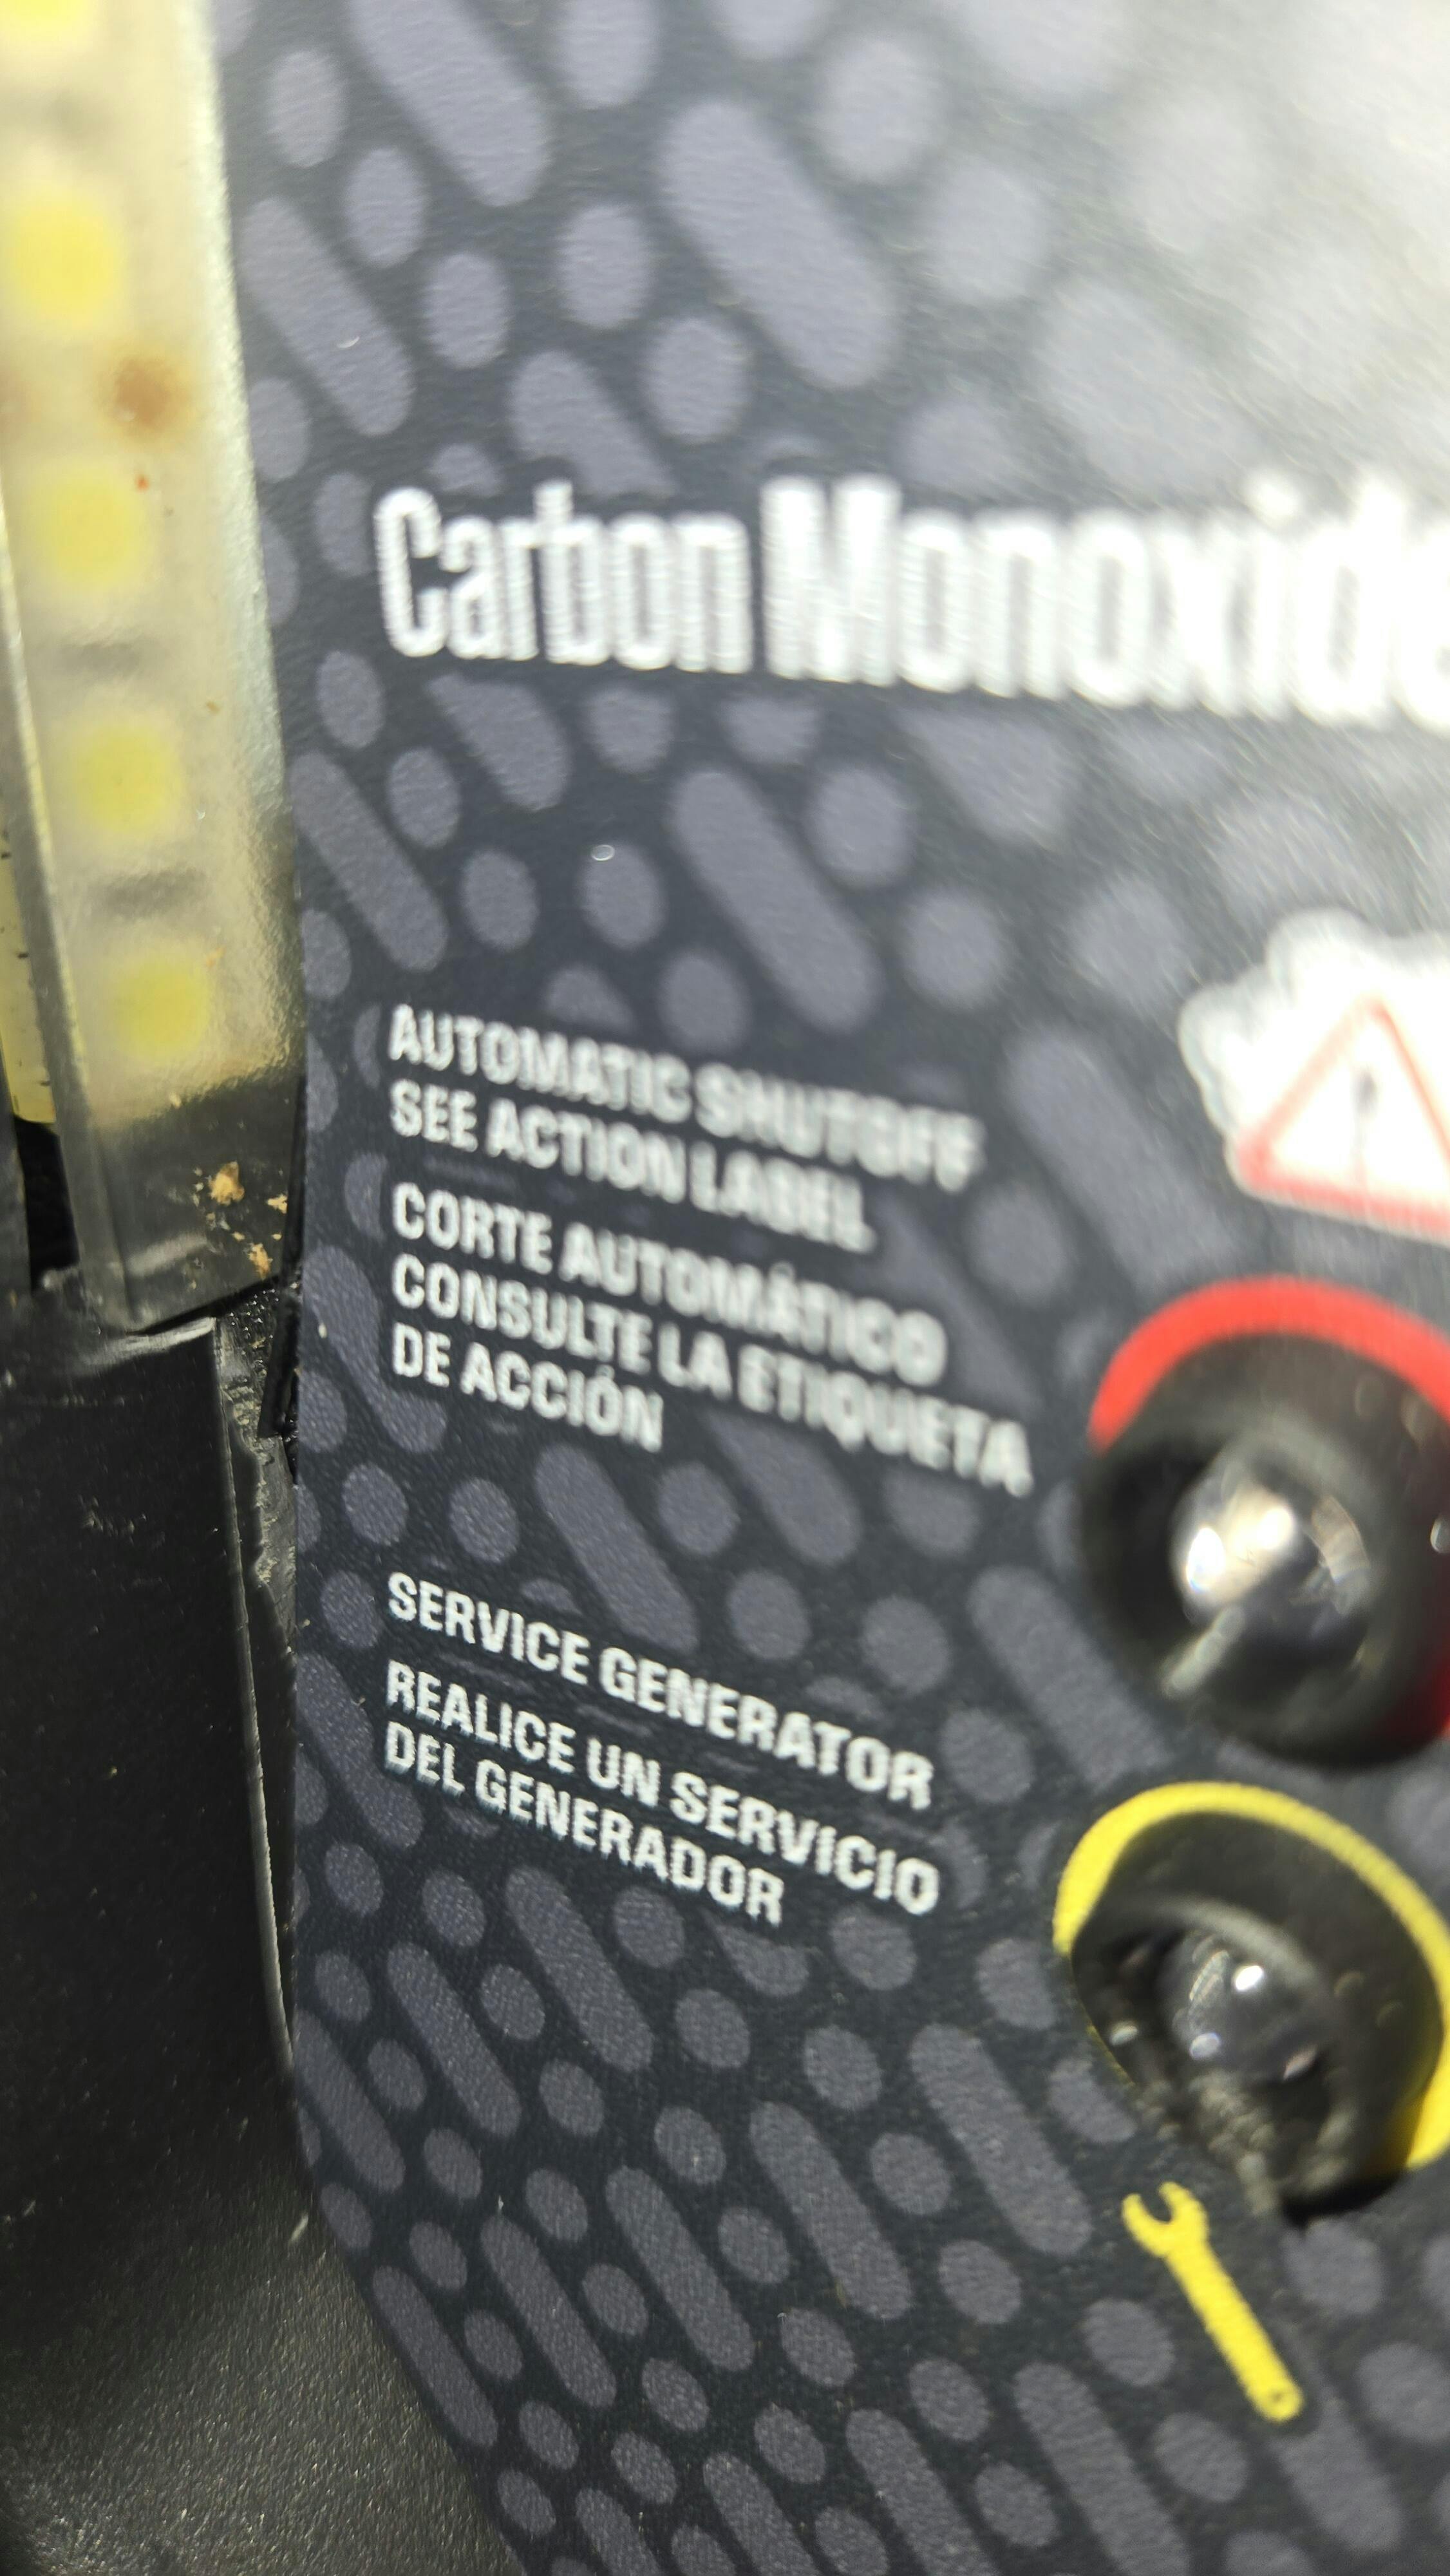 Carbon Monoxide
AUTOMATIC SHUTOFF
SEE ACTION LABEL
CORTE AUTOMÁTICO
CONSULTE LA ETIQUETA
DE ACCIÓN
SERVICE GENERATOR
REALICE UN SERVICIO
DEL GENERADOR